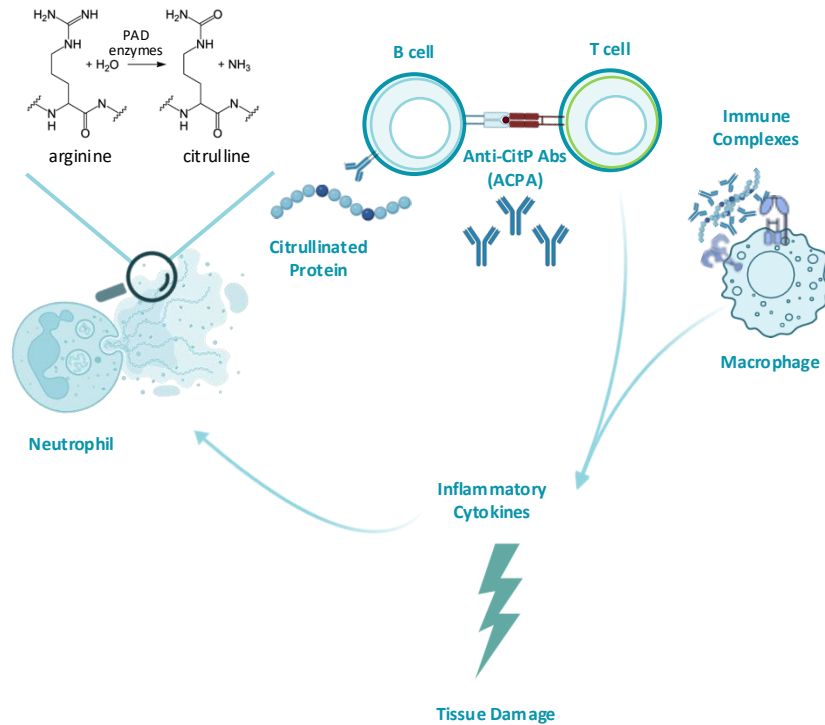 H₂N
NH
NH
PAD
enzymes
+ H₂O
N
H
O
N
arginine
H₂N
O
NH
+ NH₃
N
H
O
N
citrulline
B cell
T cell
Anti-CitP Abs
(ACPA)
Citrullinated
Protein
Immune
Complexes
Macrophage
Neutrophil
Inflammatory
Cytokines
Tissue Damage